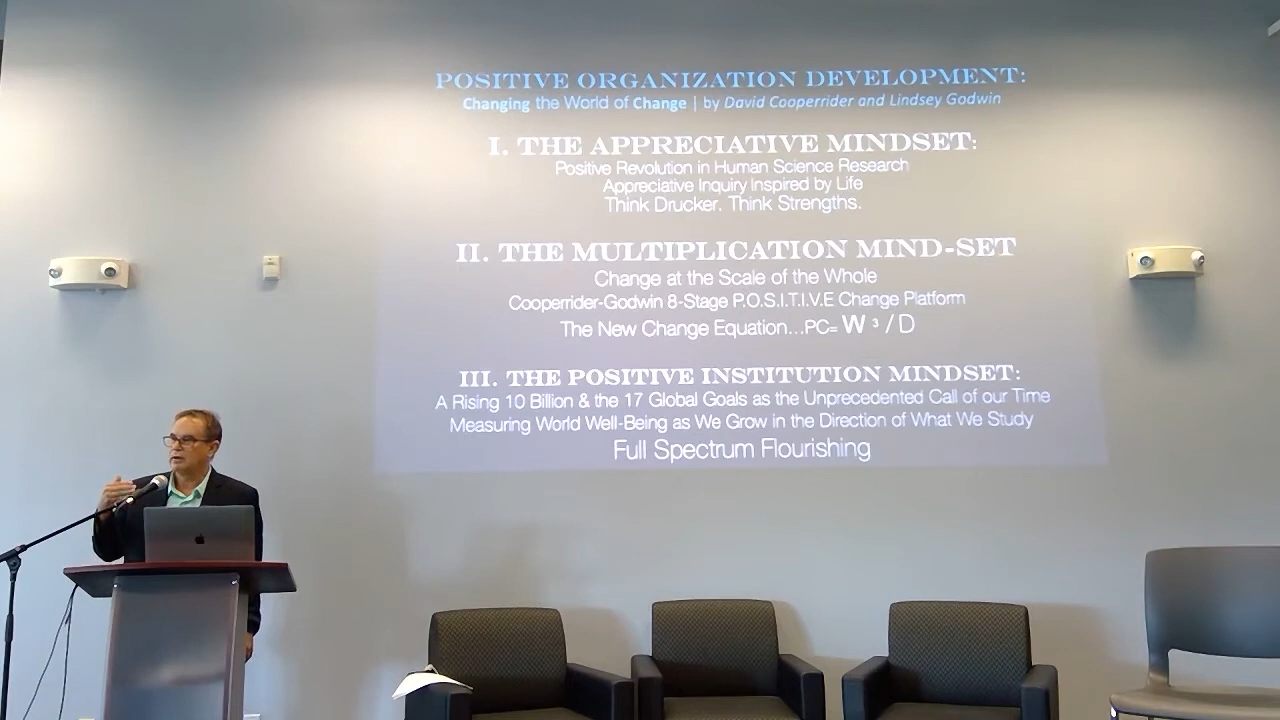 POSITIVE ORGANIZATION DEVELOPMENT:
Changing the World of Change | by David Cooperrider and Lindsey Godwin
I. THE APPRECIATIVE MINDSET:
Positive Revolution in Human Science Research
Appreciative Inquiry Inspired by Life
Think Drucker. Think Strengths.
II. THE MULTIPLICATION MIND-SET
Change at the Scale of the Whole
Cooperrider-Godwin 8-Stage P.O.S.I.T.I.V.E Change Platform
The New Change Equation...PC= W ³ / D
III. THE POSITIVE INSTITUTION MINDSET:
A Rising 10 Billion & the 17 Global Goals as the Unprecedented Call of our Time
Measuring World Well-Being as We Grow in the Direction of What We Study
Full Spectrum Flourishing